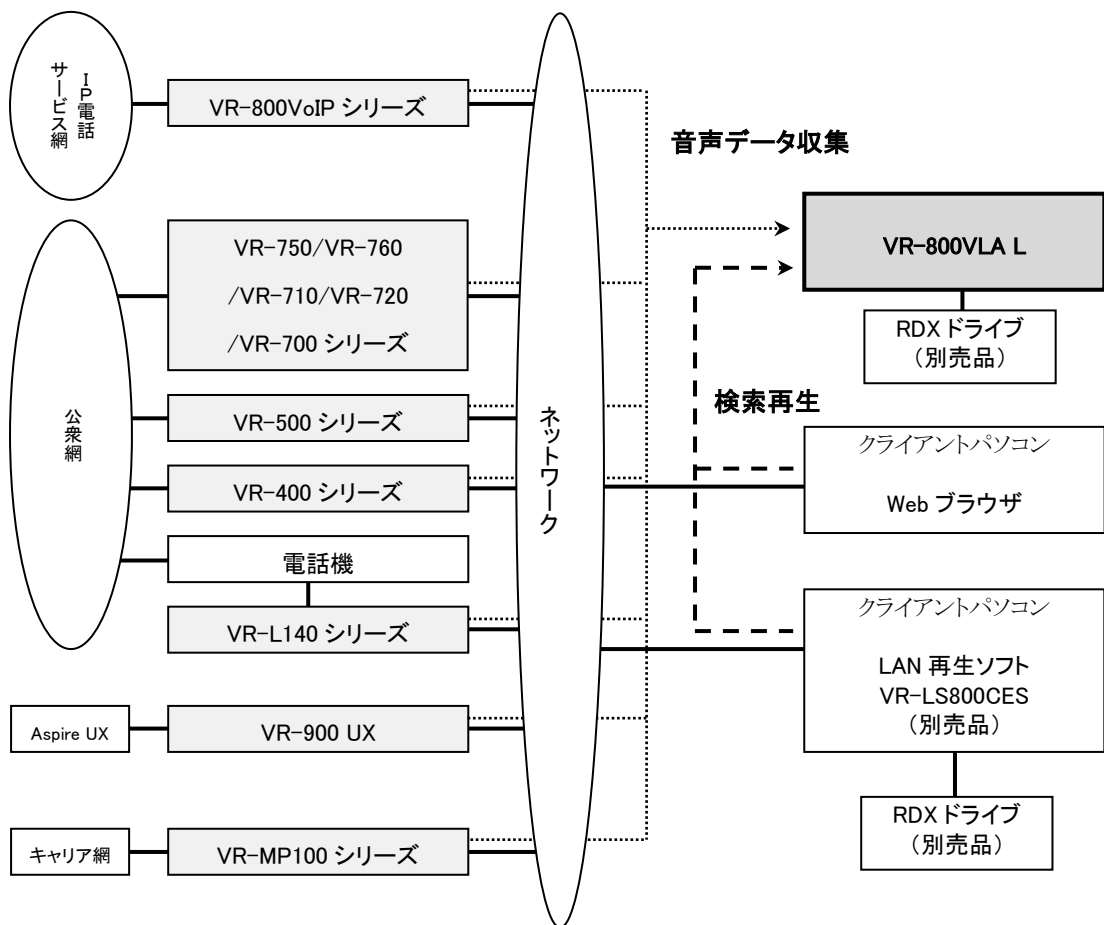 IP電話
サービス網
VR-800VoIP シリーズ
音声データ収集
VR-750/VR-760
/VR-710/VR-720
/VR-700 シリーズ
VR-800VLA L
RDX ドライブ
（別売品）
公衆網
VR-500 シリーズ
検索再生
ネットワーク
クライアントパソコン
Web ブラウザ
VR-400 シリーズ
電話機
VR-L140 シリーズ
クライアントパソコン
LAN 再生ソフト
VR-LS800CES
（別売品）
Aspire UX
VR-900 UX
RDX ドライブ
（別売品）
キャリア網
VR-MP100 シリーズ